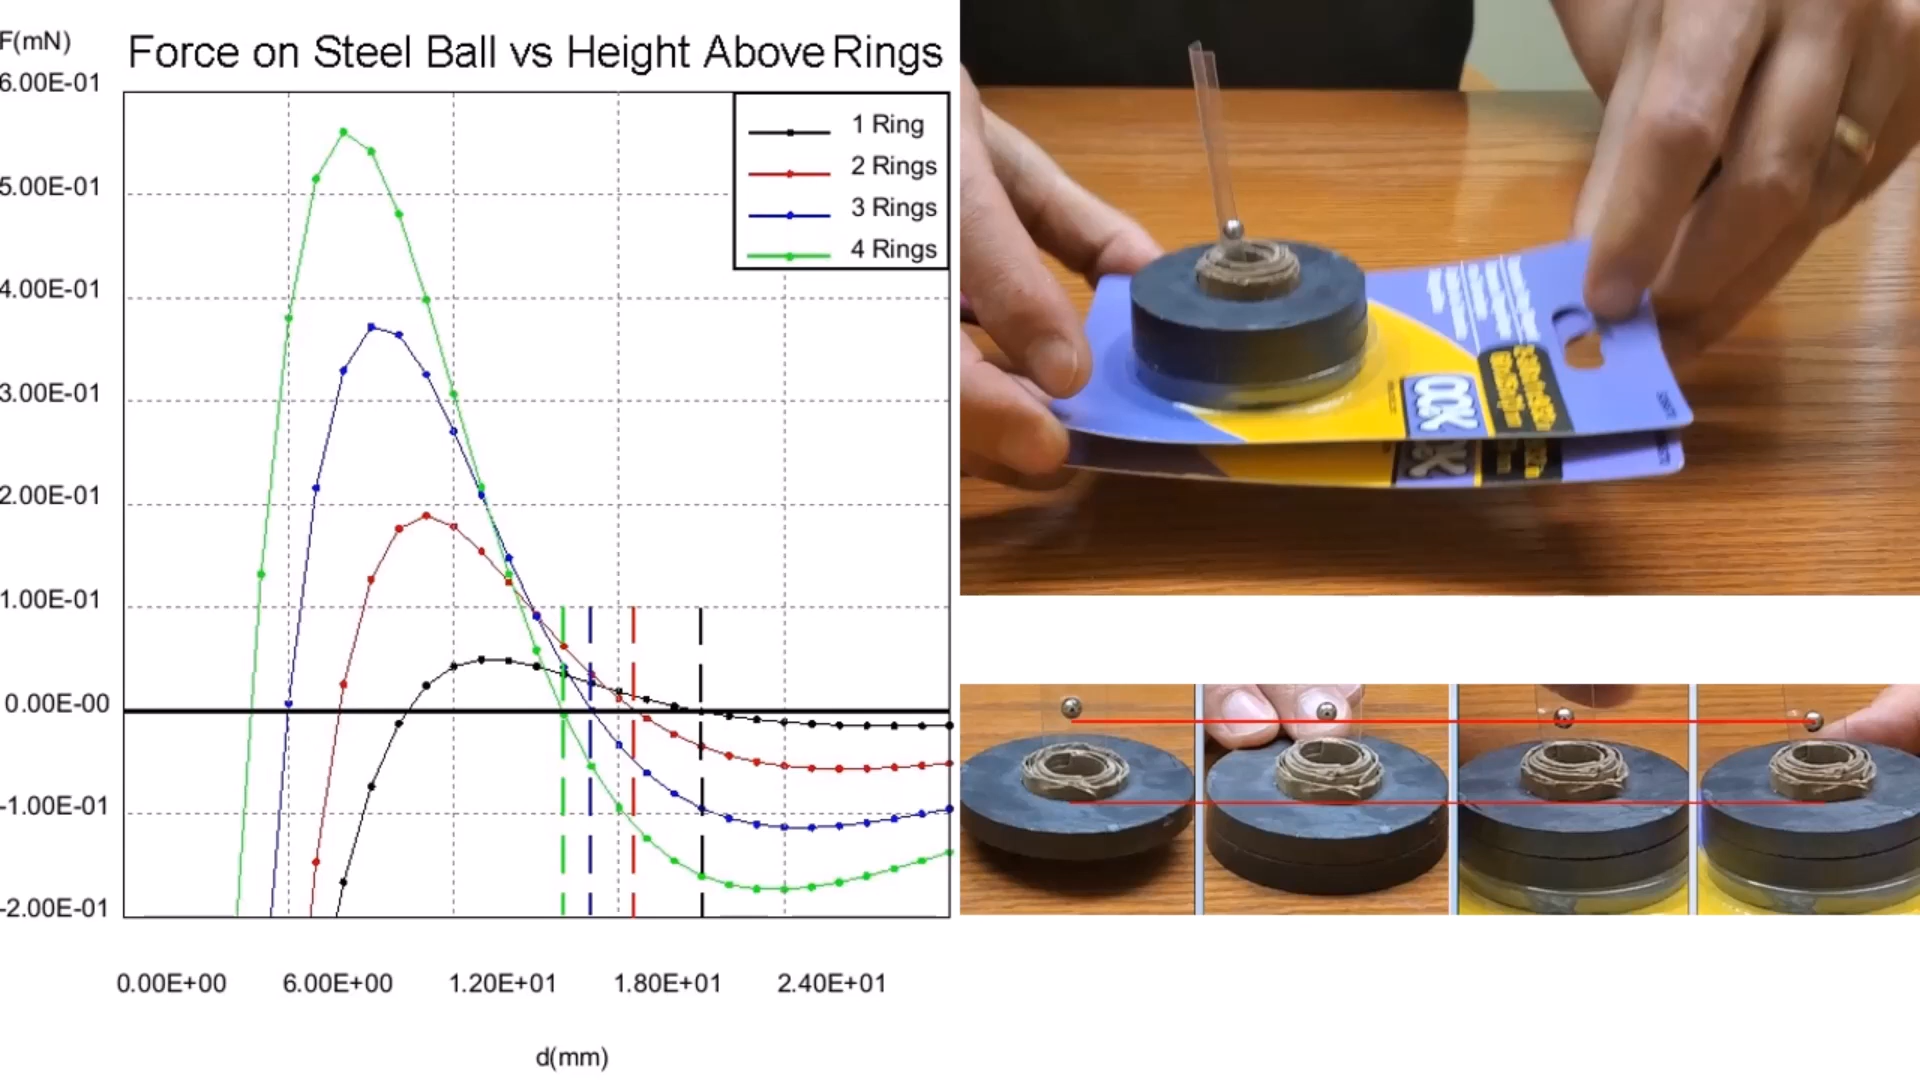 F(mN)
Force on Steel Ball vs Height Above Rings
6.00E-01
5.00E-01
4.00E-01
3.00E-01
2.00E-01
1.00E-01
0.00E-00
-1.00E-01
-2.00E-01
1 Ring
2 Rings
3 Rings
4 Rings
0.00E+00 6.00E+00 1.20E+01 1.80E+01 2.40E+01
d(mm)
OOK